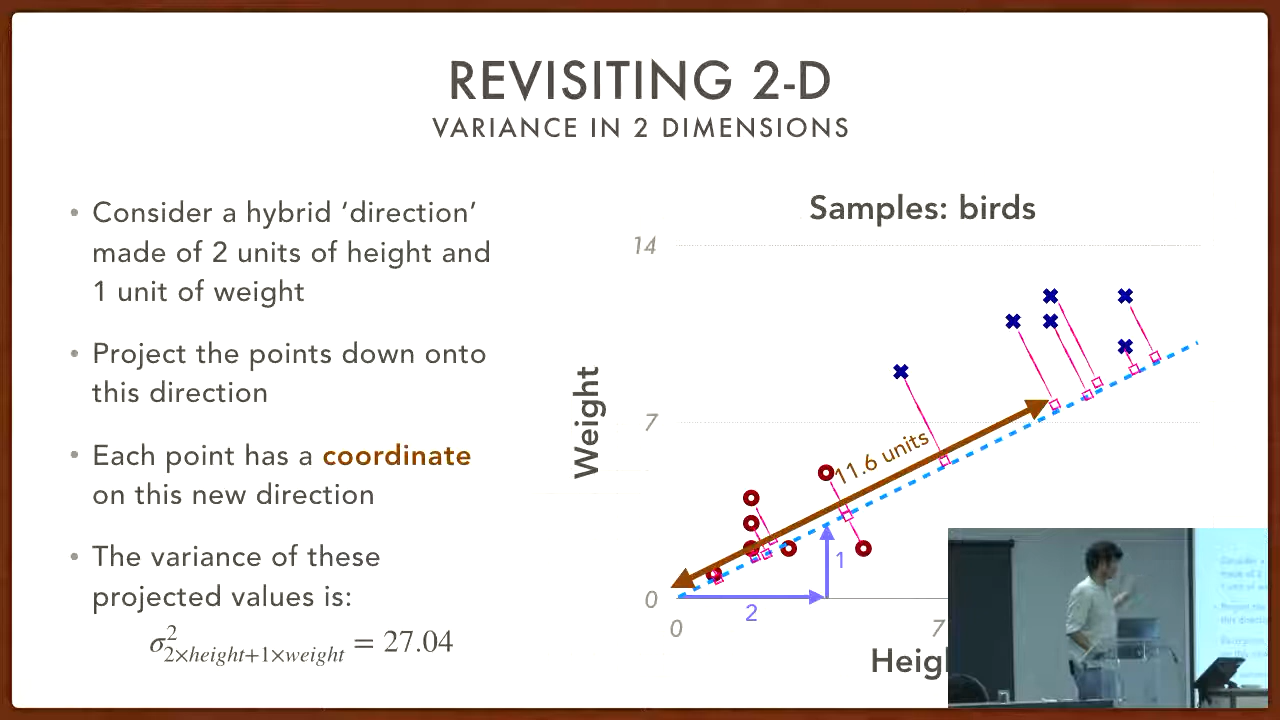 REVISITING 2-D
VARIANCE IN 2 DIMENSIONS
• Consider a hybrid ‘direction’
made of 2 units of height and
1 unit of weight
• Project the points down onto
this direction
• Each point has a coordinate
on this new direction
• The variance of these
projected values is:
σ²2×height+1×weight = 27.04
Samples: birds
14
Weight
7
11.6 units
0
1
2
0
7
Heigh